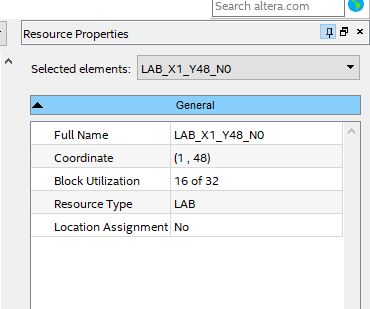 Search altera.com
Resource Properties
Selected elements: LAB_X1_Y48_N0
General
Full Name LAB_X1_Y48_N0
Coordinate (1 , 48)
Block Utilization 16 of 32
Resource Type LAB
Location Assignment No